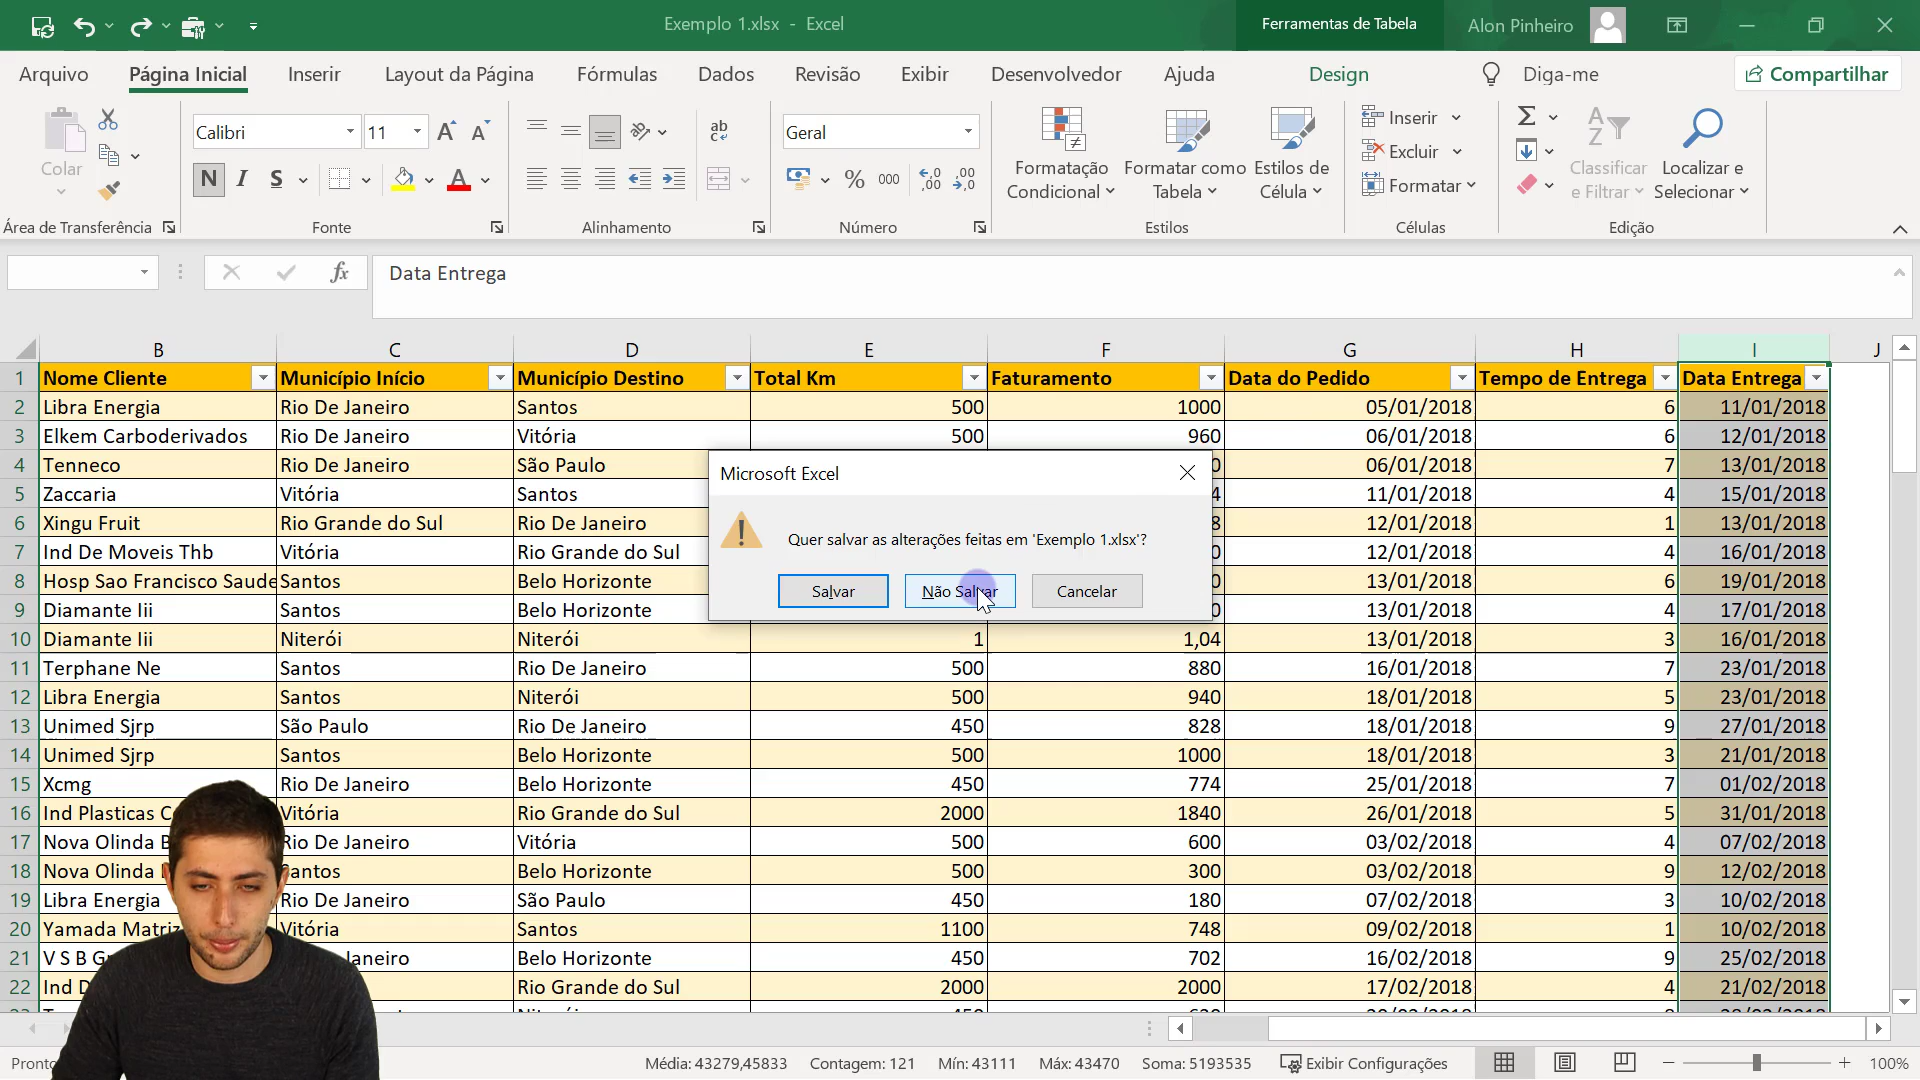 Exemplo 1.xlsx - Excel
Ferramentas de Tabela
Alon Pinheiro
Arquivo Página Inicial Inserir Layout da Página Fórmulas Dados Revisão Exibir Desenvolvedor Ajuda Design Diga-me Compartilhar
Colar
Calibri 11
N I S
ab
Geral
% 000
Formatação Condicional
Formatar como Tabela
Estilos de Célula
Inserir
Excluir
Formatar
Classificar e Filtrar
Localizar e Selecionar
Área de Transferência Fonte Alinhamento Número Estilos Células Edição
fx Data Entrega
B C D E F G H I J
1 Nome Cliente Município Início Município Destino Total Km Faturamento Data do Pedido Tempo de Entrega Data Entrega
2 Libra Energia Rio De Janeiro Santos 500 1000 05/01/2018 6 11/01/2018
3 Elkem Carboderivados Rio De Janeiro Vitória 500 960 06/01/2018 6 12/01/2018
4 Tenneco Rio De Janeiro São Paulo 0 06/01/2018 7 13/01/2018
5 Zaccaria Vitória Santos 4 11/01/2018 4 15/01/2018
6 Xingu Fruit Rio Grande do Sul Rio De Janeiro 8 12/01/2018 1 13/01/2018
7 Ind De Moveis Thb Vitória Rio Grande do Sul 0 12/01/2018 4 16/01/2018
8 Hosp Sao Francisco Saude Santos Belo Horizonte 0 13/01/2018 6 19/01/2018
9 Diamante Iii Santos Belo Horizonte 0 13/01/2018 4 17/01/2018
10 Diamante Iii Niterói Niterói 1 1,04 13/01/2018 3 16/01/2018
11 Terphane Ne Santos Rio De Janeiro 500 880 16/01/2018 7 23/01/2018
12 Libra Energia Santos Niterói 500 940 18/01/2018 5 23/01/2018
13 Unimed Sjrp São Paulo Rio De Janeiro 450 828 18/01/2018 9 27/01/2018
14 Unimed Sjrp Santos Belo Horizonte 500 1000 18/01/2018 3 21/01/2018
15 Xcmg Rio De Janeiro Belo Horizonte 450 774 25/01/2018 7 01/02/2018
16 Ind Plasticas Vitória Rio Grande do Sul 2000 1840 26/01/2018 5 31/01/2018
17 Nova Olinda Rio De Janeiro Vitória 500 600 03/02/2018 4 07/02/2018
18 Nova Olinda antos Belo Horizonte 500 300 03/02/2018 9 12/02/2018
19 Libra Energia Rio De Janeiro São Paulo 450 180 07/02/2018 3 10/02/2018
20 Yamada Matriz Vitória Santos 1100 748 09/02/2018 1 10/02/2018
21 V S B Janeiro Belo Horizonte 450 702 16/02/2018 9 25/02/2018
22 Ind Rio Grande do Sul 2000 2000 17/02/2018 4 21/02/2018
Microsoft Excel
Quer salvar as alterações feitas em 'Exemplo 1.xlsx'?
Salvar Não Salvar Cancelar
Pronto Média: 43279,45833 Contagem: 121 Mín: 43111 Máx: 43470 Soma: 5193535 Exibir Configurações 100%